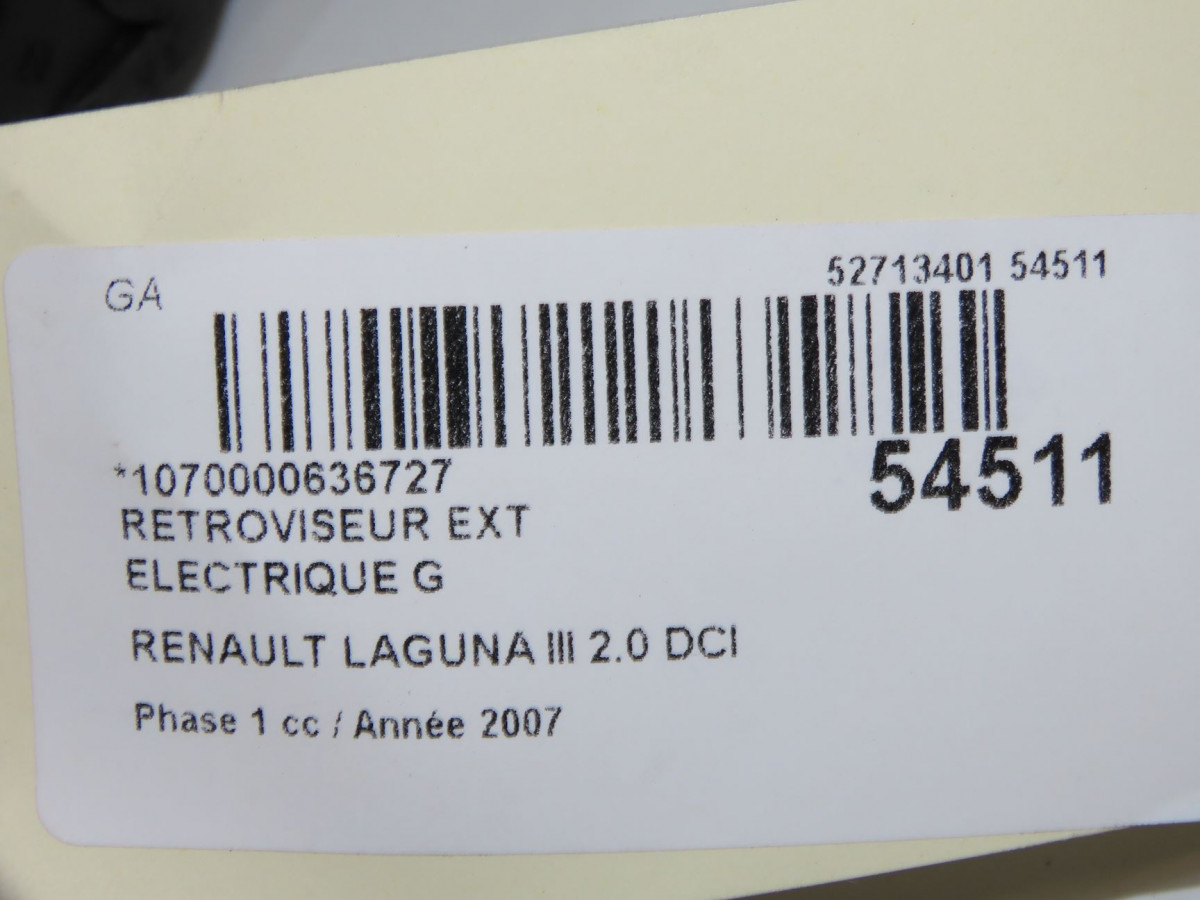 GA
52713401 54511
*1070000636727
54511
RETROVISEUR EXT
ELECTRIQUE G
RENAULT LAGUNA III 2.0 DCI
Phase 1 cc / Année 2007